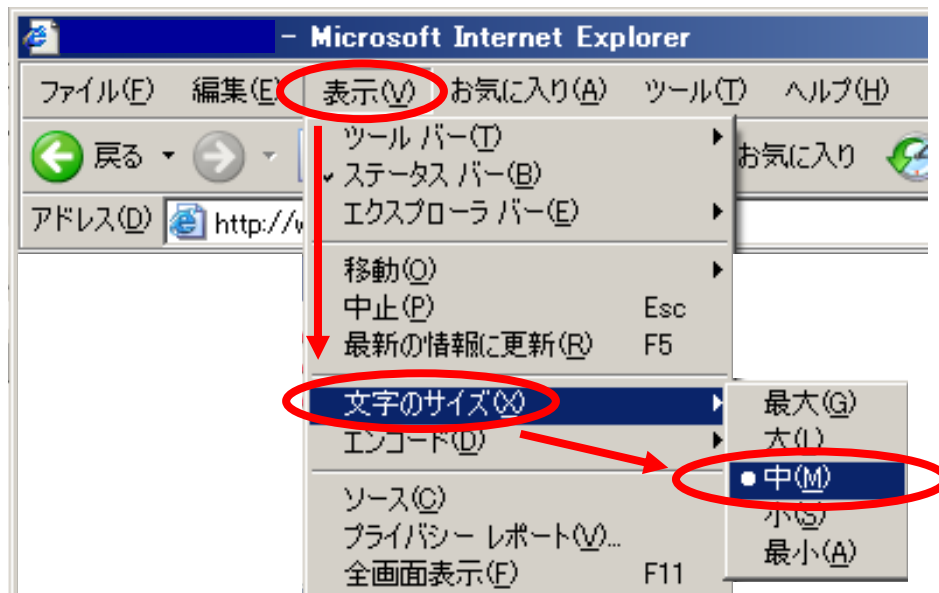 - Microsoft Internet Explorer
ファイル(F) 編集(E) 表示(V) お気に入り(A) ツール(T) ヘルプ(H)
戻る お気に入り
アドレス(D) http://w
ツール バー(T)
ステータス バー(B)
エクスプローラ バー(E)
移動(O)
中止(P) Esc
最新の情報に更新(R) F5
文字のサイズ(X)
エンコード(D)
ソース(C)
プライバシー レポート(V)...
全画面表示(F) F11
最大(G)
大(L)
中(M)
小(S)
最小(A)